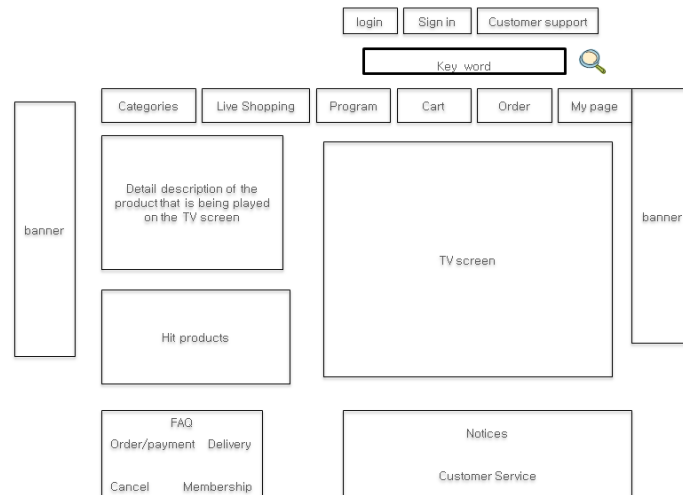 login
Sign in
Customer support
Key word
Categories
Live Shopping
Program
Cart
Order
My page
banner
Detail description of the
product that is being played
on the TV screen
TV screen
banner
Hit products
FAQ
Order/payment Delivery
Cancel Membership
Notices
Customer Service